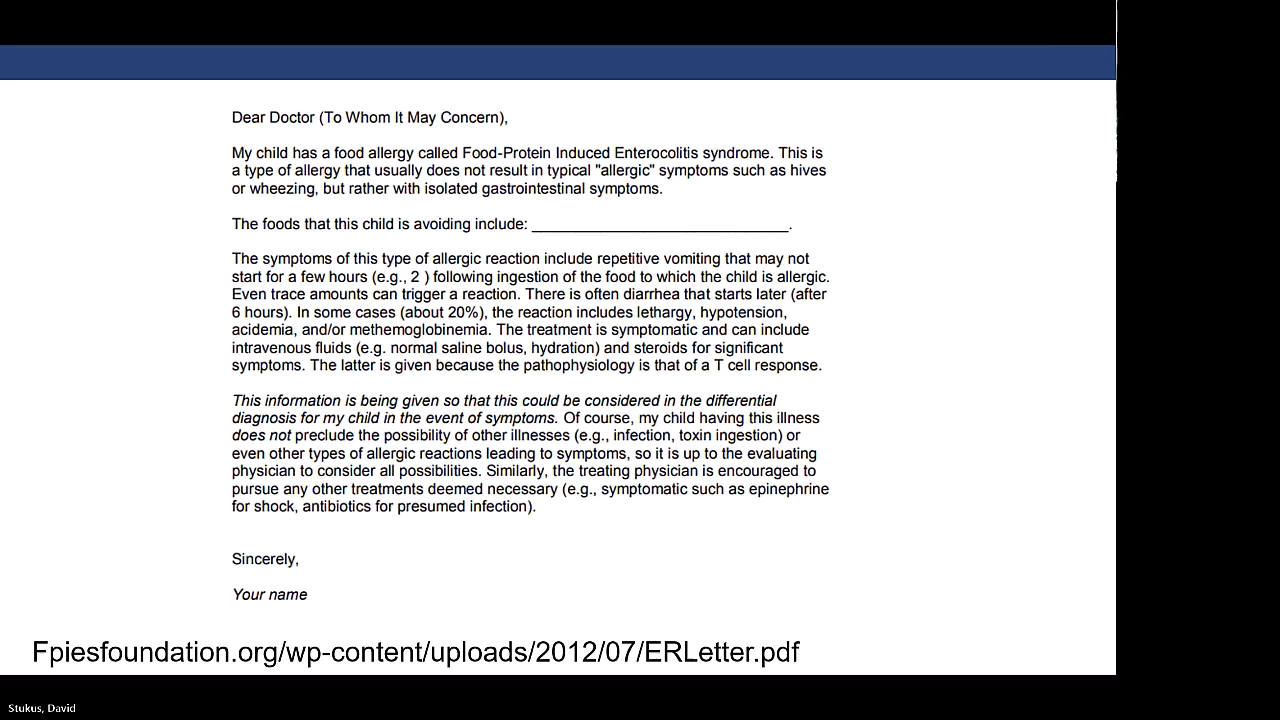 Dear Doctor (To Whom It May Concern),
My child has a food allergy called Food-Protein Induced Enterocolitis syndrome. This is
a type of allergy that usually does not result in typical "allergic" symptoms such as hives
or wheezing, but rather with isolated gastrointestinal symptoms.
The foods that this child is avoiding include: _______________________________.
The symptoms of this type of allergic reaction include repetitive vomiting that may not
start for a few hours (e.g., 2 ) following ingestion of the food to which the child is allergic.
Even trace amounts can trigger a reaction. There is often diarrhea that starts later (after
6 hours). In some cases (about 20%), the reaction includes lethargy, hypotension,
acidemia, and/or methemoglobinemia. The treatment is symptomatic and can include
intravenous fluids (e.g. normal saline bolus, hydration) and steroids for significant
symptoms. The latter is given because the pathophysiology is that of a T cell response.
This information is being given so that this could be considered in the differential
diagnosis for my child in the event of symptoms. Of course, my child having this illness
does not preclude the possibility of other illnesses (e.g., infection, toxin ingestion) or
even other types of allergic reactions leading to symptoms, so it is up to the evaluating
physician to consider all possibilities. Similarly, the treating physician is encouraged to
pursue any other treatments deemed necessary (e.g., symptomatic such as epinephrine
for shock, antibiotics for presumed infection).
Sincerely,
Your name
Fpiesfoundation.org/wp-content/uploads/2012/07/ERLetter.pdf
Stukus, David